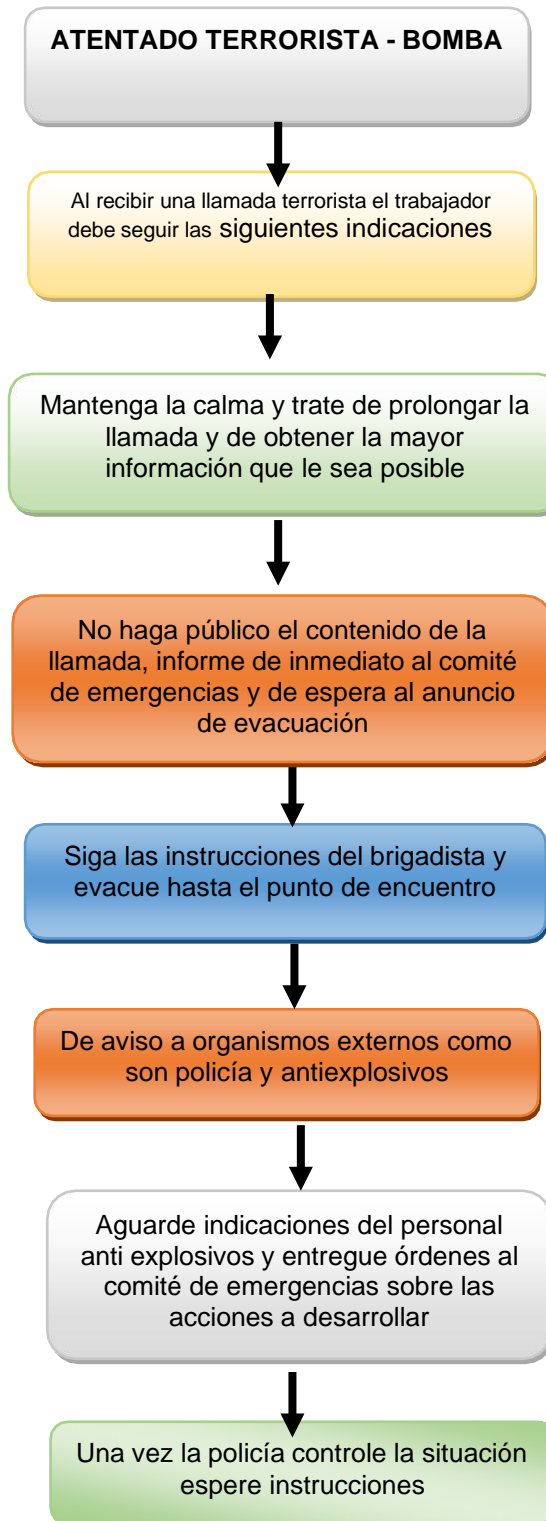 ATENTADO TERRORISTA - BOMBA
Al recibir una llamada terrorista el trabajador
debe seguir las siguientes indicaciones
Mantenga la calma y trate de prolongar la
llamada y de obtener la mayor
información que le sea posible
No haga público el contenido de la
llamada, informe de inmediato al comité
de emergencias y de espera al anuncio
de evacuación
Siga las instrucciones del brigadista y
evacue hasta el punto de encuentro
De aviso a organismos externos como
son policía y antiexplosivos
Aguarde indicaciones del personal
anti explosivos y entregue órdenes al
comité de emergencias sobre las
acciones a desarrollar
Una vez la policía controle la situación
espere instrucciones